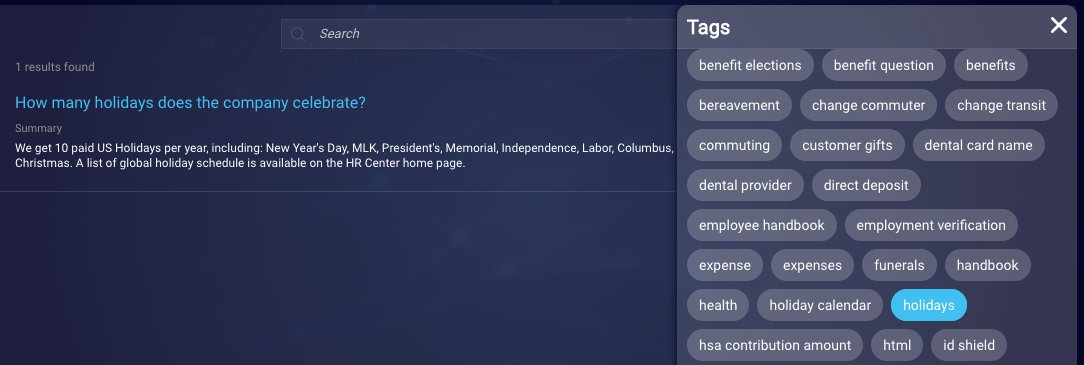 Search
1 results found
How many holidays does the company celebrate?
Summary
We get 10 paid US Holidays per year, including: New Year's Day, MLK, President's, Memorial, Independence, Labor, Columbus,
Christmas. A list of global holiday schedule is available on the HR Center home page.
Tags
benefit elections benefit question benefits
bereavement change commuter change transit
commuting customer gifts dental card name
dental provider direct deposit
employee handbook employment verification
expense expenses funerals handbook
health holiday calendar holidays
hsa contribution amount html id shield